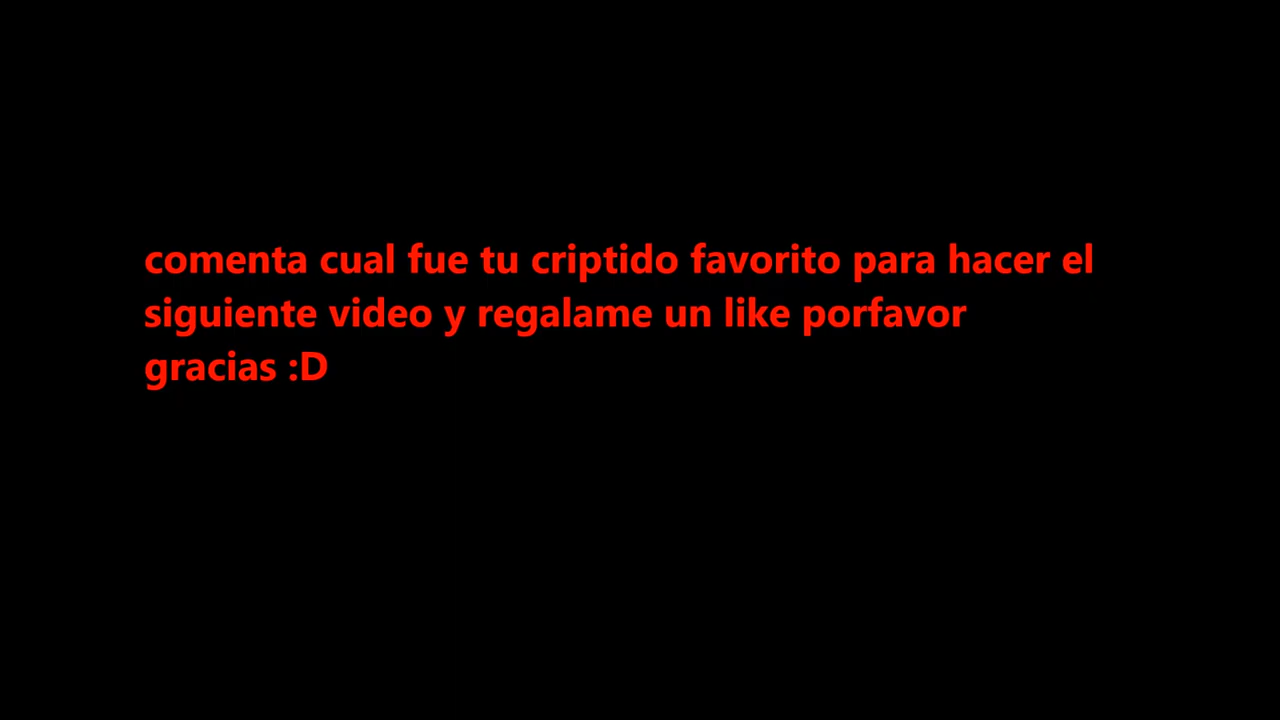 comenta cual fue tu criptido favorito para hacer el
siguiente video y regalame un like porfavor
gracias :D